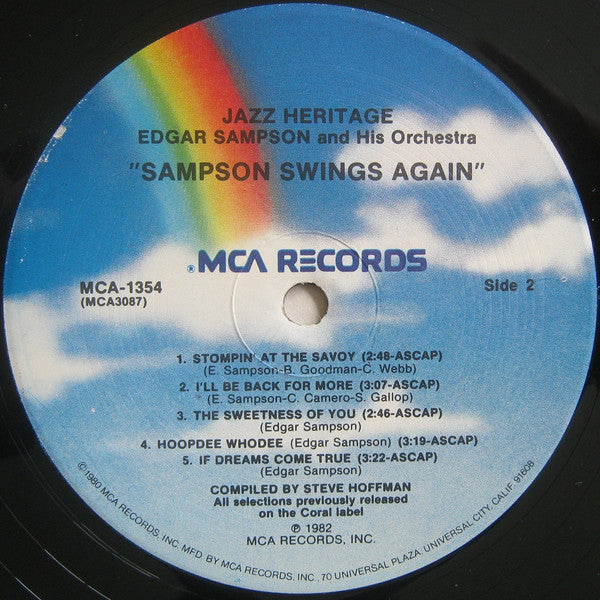 JAZZ HERITAGE
EDGAR SAMPSON and His Orchestra
"SAMPSON SWINGS AGAIN"
® MCA RECORDS
MCA-1354
(MCA3087)
Side 2
1. STOMPIN' AT THE SAVOY (2:48-ASCAP)
(E. Sampson-B. Goodman-C. Webb)
2. I'LL BE BACK FOR MORE (3:07-ASCAP)
(E. Sampson-C. Camero-S. Gallop)
3. THE SWEETNESS OF YOU (2:46-ASCAP)
(Edgar Sampson)
4. HOOPDEE WHODEE (Edgar Sampson) (3:19-ASCAP)
5. IF DREAMS COME TRUE (3:22-ASCAP)
(Edgar Sampson)
COMPILED BY STEVE HOFFMAN
All selections previously released
on the Coral label
℗ 1982
MCA RECORDS, INC.
©1980 MCA RECORDS, INC. MFD BY MCA RECORDS, INC., 70 UNIVERSAL PLAZA, UNIVERSAL CITY, CALIF. 91608